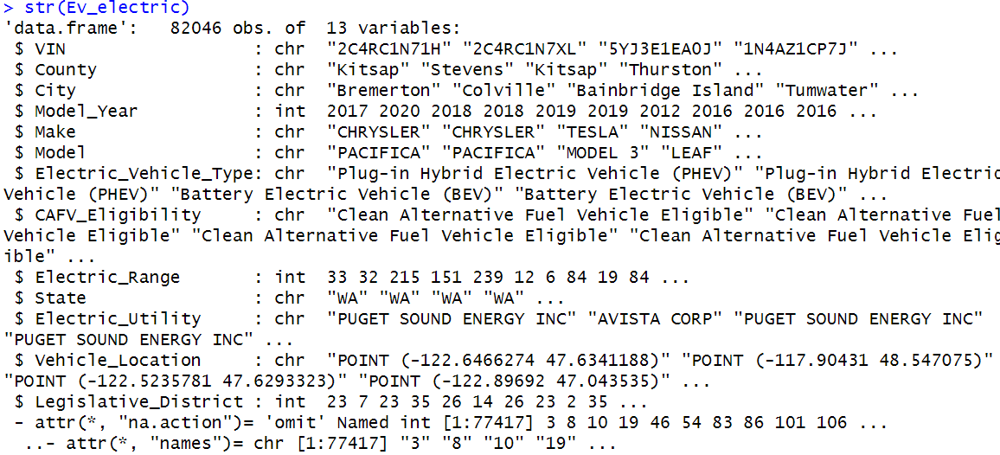 > str(Ev_electric)
'data.frame':   82046 obs. of  13 variables:
 $ VIN                  : chr  "2C4RC1N71H" "2C4RC1N7XL" "5YJ3E1EA0J" "1N4AZ1CP7J" ...
 $ County               : chr  "Kitsap" "Stevens" "Kitsap" "Thurston" ...
 $ City                 : chr  "Bremerton" "Colville" "Bainbridge Island" "Tumwater" ...
 $ Model_Year           : int  2017 2020 2018 2018 2019 2019 2012 2016 2016 2016 ...
 $ Make                 : chr  "CHRYSLER" "CHRYSLER" "TESLA" "NISSAN" ...
 $ Model                : chr  "PACIFICA" "PACIFICA" "MODEL 3" "LEAF" ...
 $ Electric_Vehicle_Type: chr  "Plug-in Hybrid Electric Vehicle (PHEV)" "Plug-in Hybrid Electric
Vehicle (PHEV)" "Battery Electric Vehicle (BEV)" "Battery Electric Vehicle (BEV)" ...
 $ CAFV_Eligibility     : chr  "Clean Alternative Fuel Vehicle Eligible" "Clean Alternative Fuel
Vehicle Eligible" "Clean Alternative Fuel Vehicle Eligible" "Clean Alternative Fuel Vehicle Elig
ible" ...
 $ Electric_Range       : int  33 32 215 151 239 12 6 84 19 84 ...
 $ State                : chr  "WA" "WA" "WA" "WA" ...
 $ Electric_Utility     : chr  "PUGET SOUND ENERGY INC" "AVISTA CORP" "PUGET SOUND ENERGY INC"
"PUGET SOUND ENERGY INC" ...
 $ Vehicle_Location     : chr  "POINT (-122.6466274 47.6341188)" "POINT (-117.90431 48.547075)"
"POINT (-122.5235781 47.6293323)" "POINT (-122.89692 47.043535)" ...
 $ Legislative_District : int  23 7 23 35 26 14 26 23 2 35 ...
 - attr(*, "na.action")= 'omit' Named int [1:77417] 3 8 10 19 46 54 83 86 101 106 ...
  ..- attr(*, "names")= chr [1:77417] "3" "8" "10" "19" ...